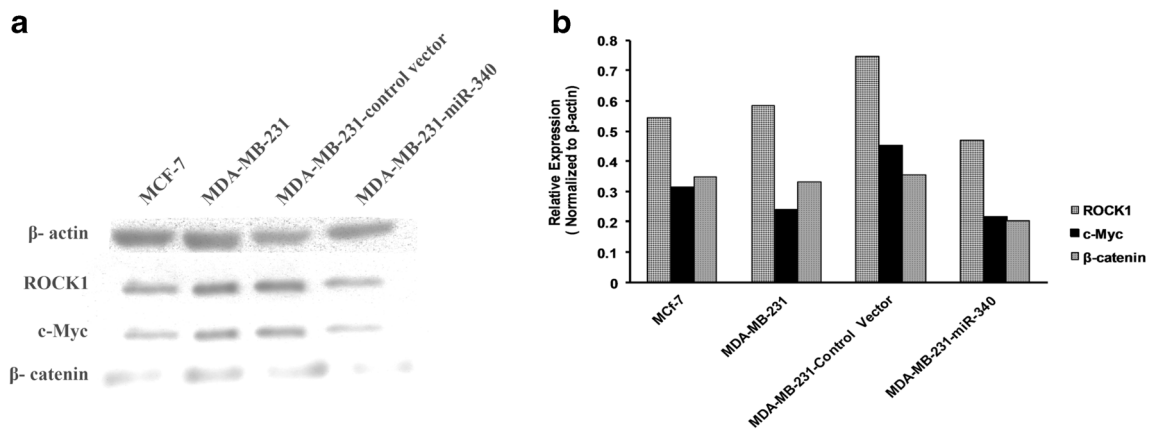 a
MCF-7
MDA-MB-231
MDA-MB-231-control vector
MDA-MB-231-miR-340
β- actin
ROCK1
c-Myc
β- catenin
b
Relative Expression
( Normalized to β-actin)
0.8
0.7
0.6
0.5
0.4
0.3
0.2
0.1
0
MCf-7
MDA-MB-231
MDA-MB-231-Control Vector
MDA-MB-231-miR-340
ROCK1
c-Myc
β-catenin